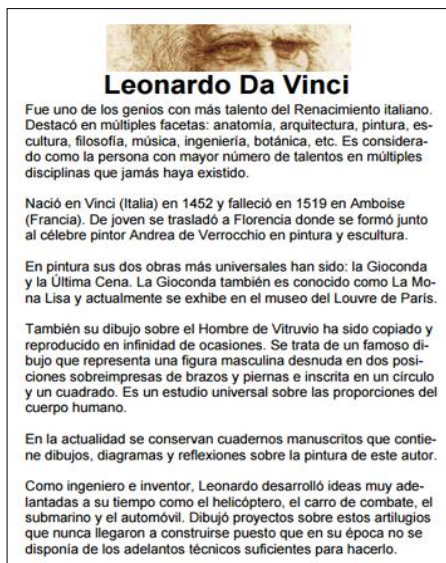 Leonardo Da Vinci
Fue uno de los genios con más talento del Renacimiento italiano.
Destacó en múltiples facetas: anatomía, arquitectura, pintura, es-
cultura, filosofía, música, ingeniería, botánica, etc. Es considera-
do como la persona con mayor número de talentos en múltiples
disciplinas que jamás haya existido.
Nació en Vinci (Italia) en 1452 y falleció en 1519 en Amboise
(Francia). De joven se trasladó a Florencia donde se formó junto
al célebre pintor Andrea de Verrocchio en pintura y escultura.
En pintura sus dos obras más universales han sido: la Gioconda
y la Última Cena. La Gioconda también es conocido como La Mo-
na Lisa y actualmente se exhibe en el museo del Louvre de París.
También su dibujo sobre el Hombre de Vitruvio ha sido copiado y
reproducido en infinidad de ocasiones. Se trata de un famoso di-
bujo que representa una figura masculina desnuda en dos posi-
ciones sobreimpresas de brazos y piernas e inscrita en un círculo
y un cuadrado. Es un estudio universal sobre las proporciones del
cuerpo humano.
En la actualidad se conservan cuadernos manuscritos que contie-
ne dibujos, diagramas y reflexiones sobre la pintura de este autor.
Como ingeniero e inventor, Leonardo desarrolló ideas muy ade-
lantadas a su tiempo como el helicóptero, el carro de combate, el
submarino y el automóvil. Dibujó proyectos sobre estos artilugios
que nunca llegaron a construirse puesto que en su época no se
disponía de los adelantos técnicos suficientes para hacerlo.